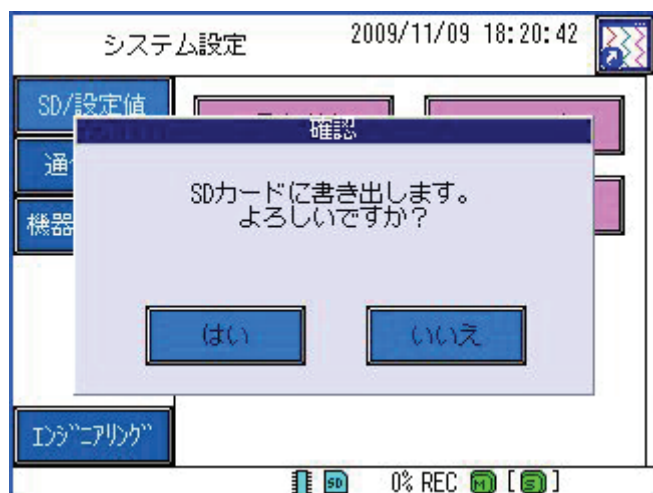 システム設定
2009/11/09 18:20:42
SD/設定値
確認
SDカードに書き出します。
よろしいですか？
はい
いいえ
エンジニアリング
SD
0% REC M [S]